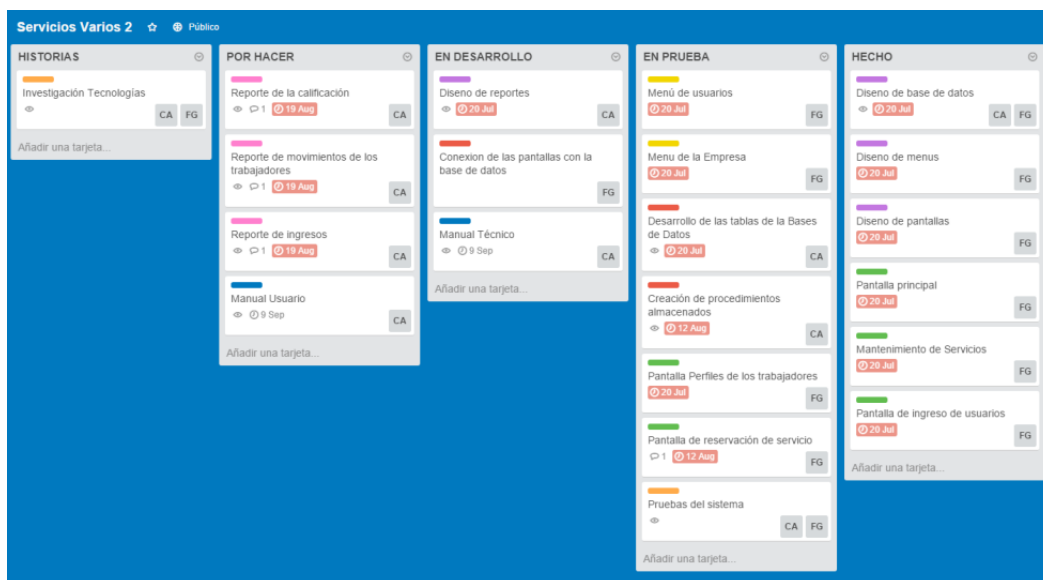 Servicios Varios 2 Público
HISTORIAS
Investigación Tecnologías
CA FG
Añadir una tarjeta...
POR HACER
Reporte de la calificación
1 19 Aug
CA
Reporte de movimientos de los
trabajadores
1 19 Aug
CA
Reporte de ingresos
1 19 Aug
CA
Manual Usuario
9 Sep
CA
Añadir una tarjeta...
EN DESARROLLO
Diseno de reportes
20 Jul
CA
Conexion de las pantallas con la
base de datos
FG
Manual Técnico
9 Sep
CA
Añadir una tarjeta...
EN PRUEBA
Menú de usuarios
20 Jul
FG
Menu de la Empresa
20 Jul
FG
Desarrollo de las tablas de la Bases
de Datos
20 Jul
CA
Creación de procedimientos
almacenados
12 Aug
CA
Pantalla Perfiles de los trabajadores
20 Jul
FG
Pantalla de reservación de servicio
1 12 Aug
FG
Pruebas del sistema
CA FG
Añadir una tarjeta...
HECHO
Diseno de base de datos
20 Jul
CA FG
Diseno de menus
20 Jul
FG
Diseno de pantallas
20 Jul
FG
Pantalla principal
20 Jul
FG
Mantenimiento de Servicios
20 Jul
FG
Pantalla de ingreso de usuarios
20 Jul
FG
Añadir una tarjeta...